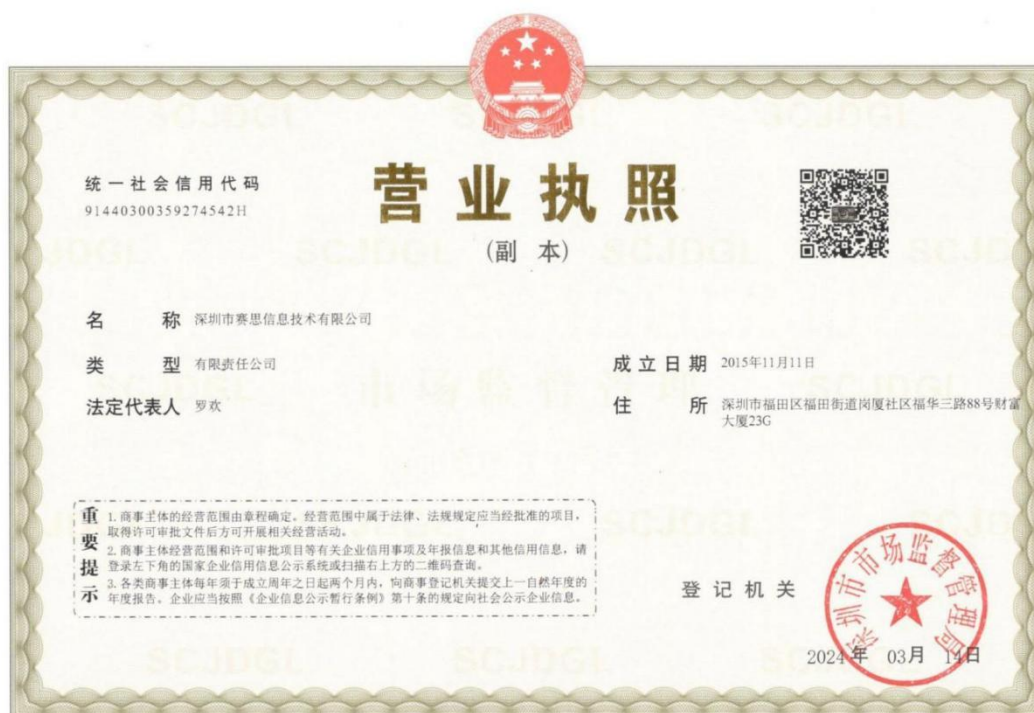 统一社会信用代码
91440300359274542H
营业执照
(副 本)
名 称 深圳市赛思信息技术有限公司
类 型 有限责任公司
法定代表人 罗欢
成立日期 2015年11月11日
住 所 深圳市福田区福田街道岗厦社区福华三路88号财富
大厦23G
重要提示
1. 商事主体的经营范围由章程确定。经营范围中属于法律、法规规定应当经批准的项目,
取得许可审批文件后方可开展相关经营活动。
2. 商事主体经营范围和许可审批项目等有关企业信用事项及年报信息和其他信用信息,请
登录左下角的国家企业信用信息公示系统或扫描右上方的二维码查询。
3. 各类商事主体每年须于成立周年之日起两个月内,向商事登记机关提交上一自然年度的
年度报告。企业应当按照《企业信息公示暂行条例》第十条的规定向社会公示企业信息。
登记机关
深圳市市场监督管理局
2024年 03月 14日
SCJDGL
市场监督管理